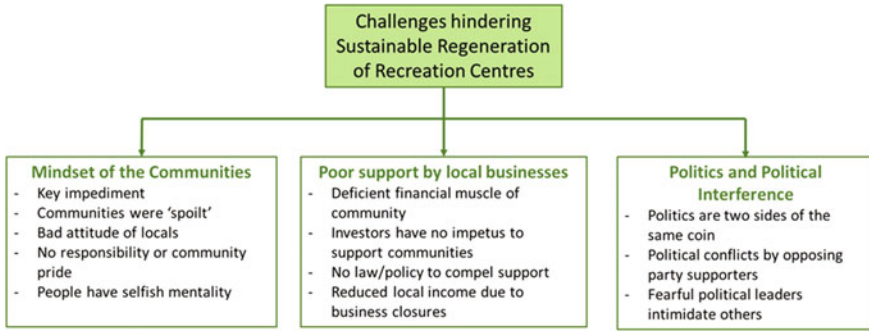 Challenges hindering
Sustainable Regeneration
of Recreation Centres
Mindset of the Communities
- Key impediment
- Communities were ‘spoilt’
- Bad attitude of locals
- No responsibility or community
pride
- People have selfish mentality
Poor support by local businesses
- Deficient financial muscle of
community
- Investors have no impetus to
support communities
- No law/policy to compel support
- Reduced local income due to
business closures
Politics and Political
Interference
- Politics are two sides of the
same coin
- Political conflicts by opposing
party supporters
- Fearful political leaders
intimidate others